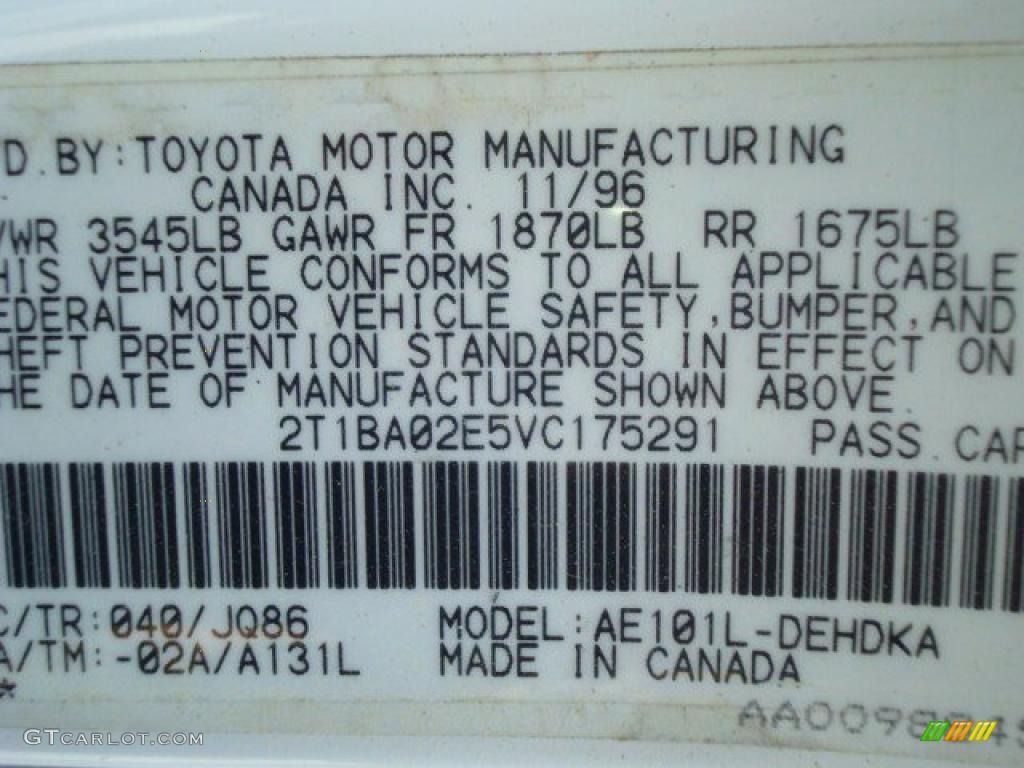 D. BY: TOYOTA MOTOR MANUFACTURING
CANADA INC. 11/96
VWR 3545LB GAWR FR 1870LB RR 1675LB
HIS VEHICLE CONFORMS TO ALL APPLICABLE
EDERAL MOTOR VEHICLE SAFETY, BUMPER, AND
HEFT PREVENTION STANDARDS IN EFFECT ON
HE DATE OF MANUFACTURE SHOWN ABOVE.
2T1BA02E5VC175291 PASS. CAR
C/TR: 040/JQ86 MODEL: AE101L-DEHDKA
A/TM: -02A/A131L MADE IN CANADA
GTCARLOT.COM